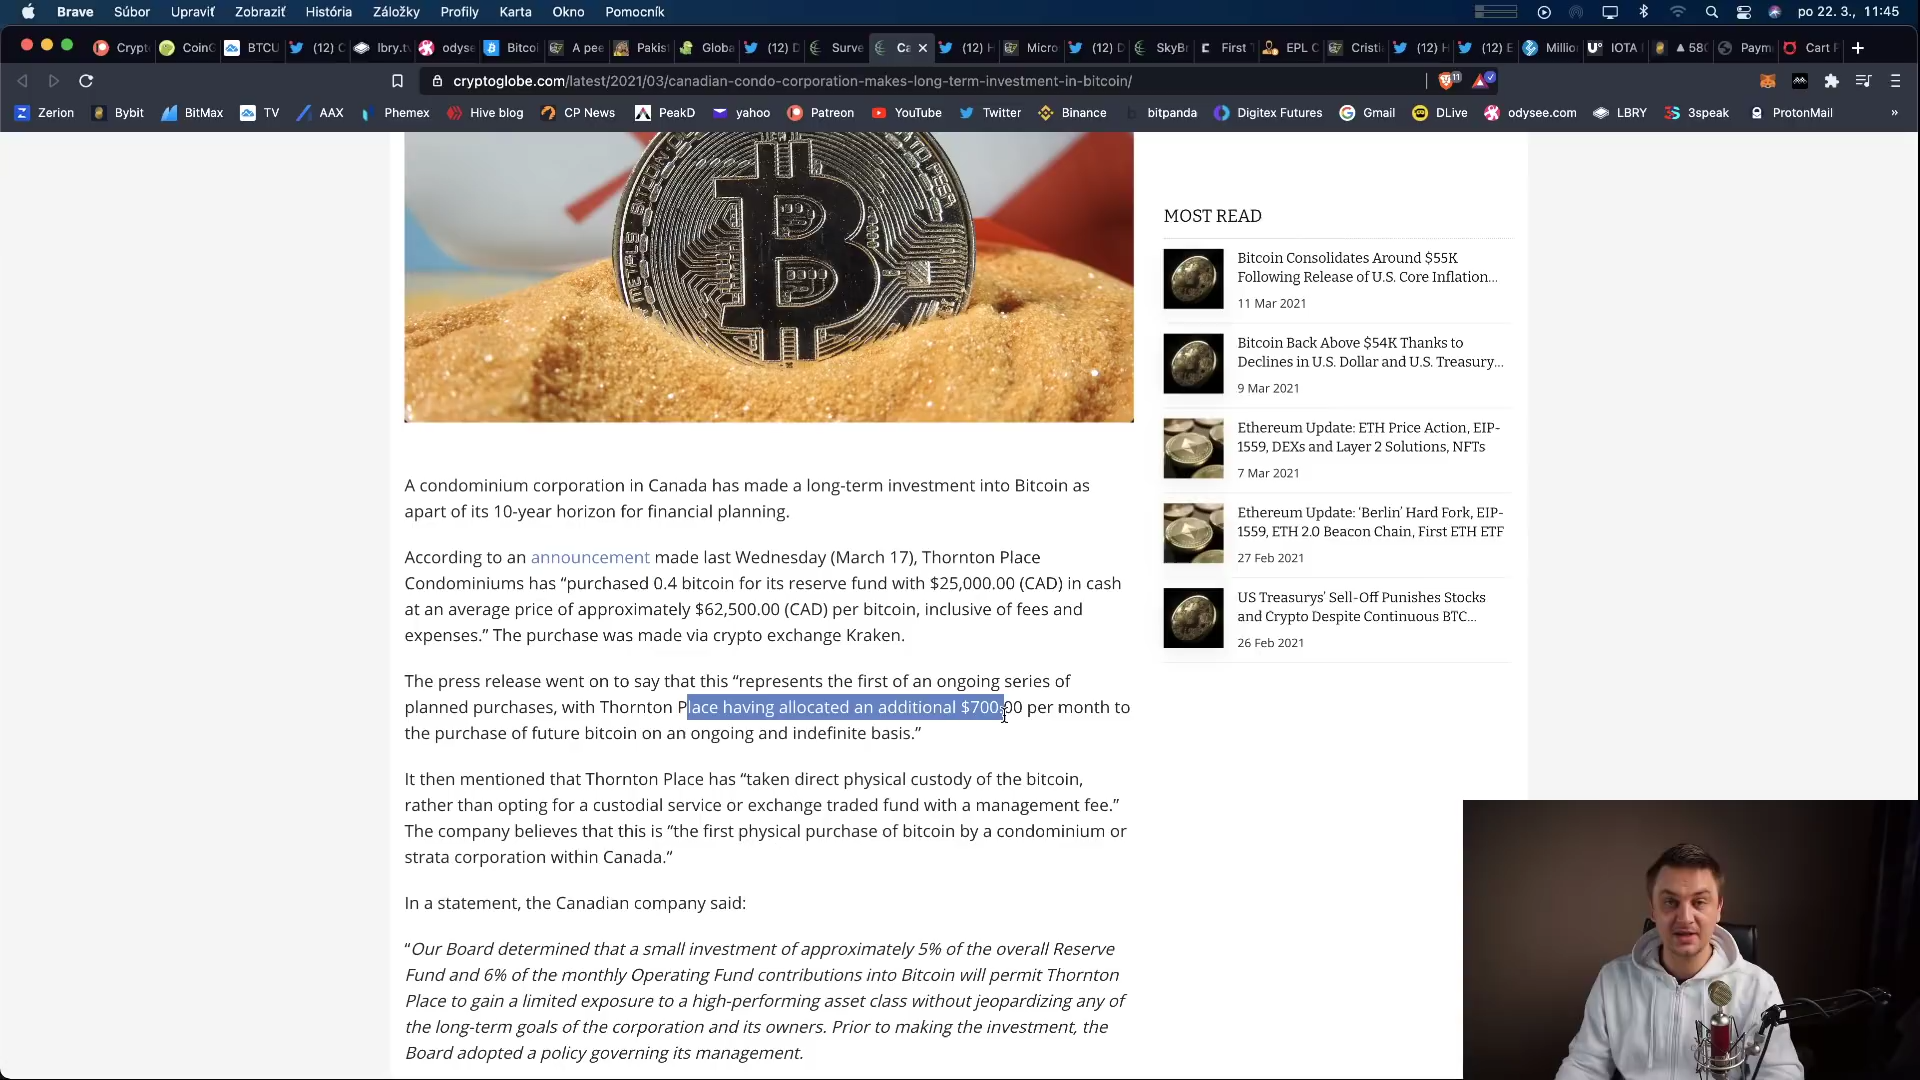 Brave Súbor Upraviť Zobraziť História Záložky Profily Karta Okno Pomocník po 22. 3., 11:45
Crypt CoinG BTCU (12) C lbry.tv odyse Bitcoi A pee Pakist Globa (12) D Surve Ca (12) H Micro (12) D SkyBr First T EPL C Cristia (12) H (12) E Millio IOTA I 580 Paym Cart F
cryptoglobe.com/latest/2021/03/canadian-condo-corporation-makes-long-term-investment-in-bitcoin/ 11
Zerion Bybit BitMax TV AAX Phemex Hive blog CP News PeakD yahoo Patreon YouTube Twitter Binance bitpanda Digitex Futures Gmail DLive odysee.com LBRY 3speak ProtonMail »
MOST READ
Bitcoin Consolidates Around $55K
Following Release of U.S. Core Inflation...
11 Mar 2021
Bitcoin Back Above $54K Thanks to
Declines in U.S. Dollar and U.S. Treasury...
9 Mar 2021
Ethereum Update: ETH Price Action, EIP-
1559, DEXs and Layer 2 Solutions, NFTs
7 Mar 2021
Ethereum Update: ‘Berlin’ Hard Fork, EIP-
1559, ETH 2.0 Beacon Chain, First ETH ETF
27 Feb 2021
US Treasurys’ Sell-Off Punishes Stocks
and Crypto Despite Continuous BTC...
26 Feb 2021
A condominium corporation in Canada has made a long-term investment into Bitcoin as
apart of its 10-year horizon for financial planning.
According to an announcement made last Wednesday (March 17), Thornton Place
Condominiums has “purchased 0.4 bitcoin for its reserve fund with $25,000.00 (CAD) in cash
at an average price of approximately $62,500.00 (CAD) per bitcoin, inclusive of fees and
expenses.” The purchase was made via crypto exchange Kraken.
The press release went on to say that this “represents the first of an ongoing series of
planned purchases, with Thornton Place having allocated an additional $700.00 per month to
the purchase of future bitcoin on an ongoing and indefinite basis.”
It then mentioned that Thornton Place has “taken direct physical custody of the bitcoin,
rather than opting for a custodial service or exchange traded fund with a management fee.”
The company believes that this is “the first physical purchase of bitcoin by a condominium or
strata corporation within Canada.“
In a statement, the Canadian company said:
“Our Board determined that a small investment of approximately 5% of the overall Reserve
Fund and 6% of the monthly Operating Fund contributions into Bitcoin will permit Thornton
Place to gain a limited exposure to a high-performing asset class without jeopardizing any of
the long-term goals of the corporation and its owners. Prior to making the investment, the
Board adopted a policy governing its management.